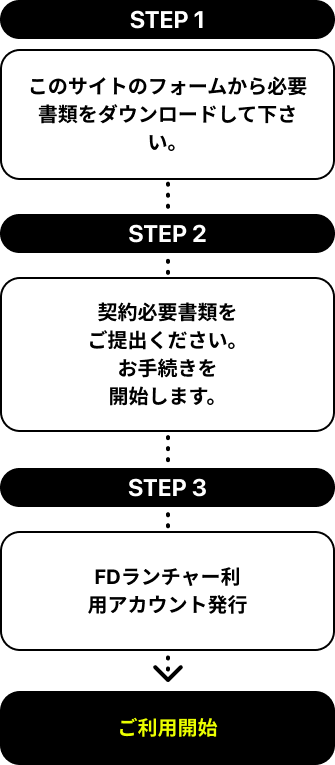 STEP 1
このサイトのフォームから必要
書類をダウンロードして下さ
い。
STEP 2
契約必要書類を
ご提出ください。
お手続きを
開始します。
STEP 3
FDランチャー利
用アカウント発行
ご利用開始